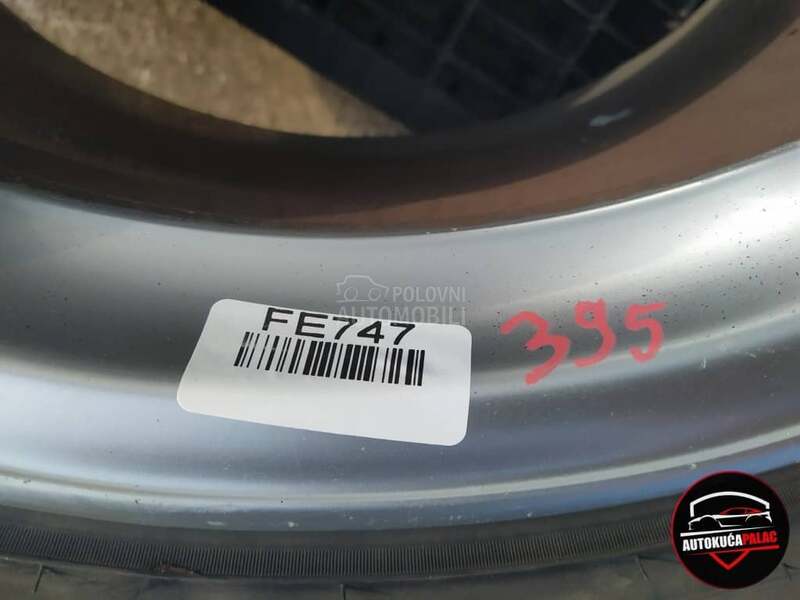 POLOVNI
AUTOMOBILI
FE747
395
AUTOKUĆAPALAC